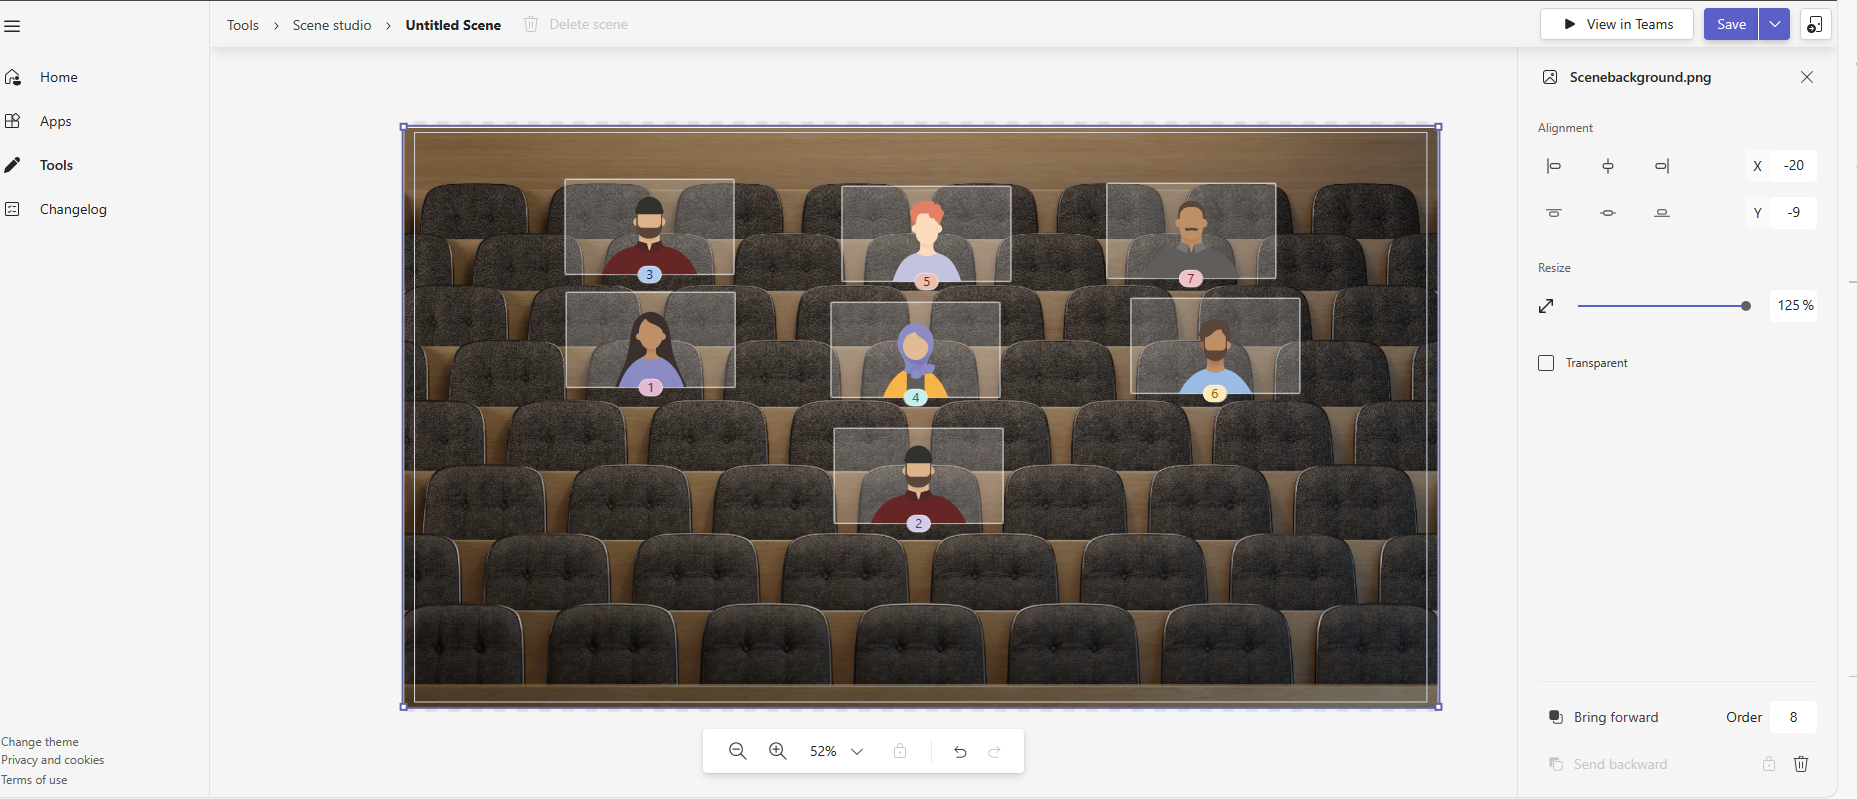 Tools > Scene studio > Untitled Scene Delete scene View in Teams Save
Home
Apps
Tools
Changelog
Change theme
Privacy and cookies
Terms of use
3
5
7
1
4
6
2
52%
Scenebackground.png
Alignment
X -20
Y -9
Resize
125 %
Transparent
Bring forward Order 8
Send backward